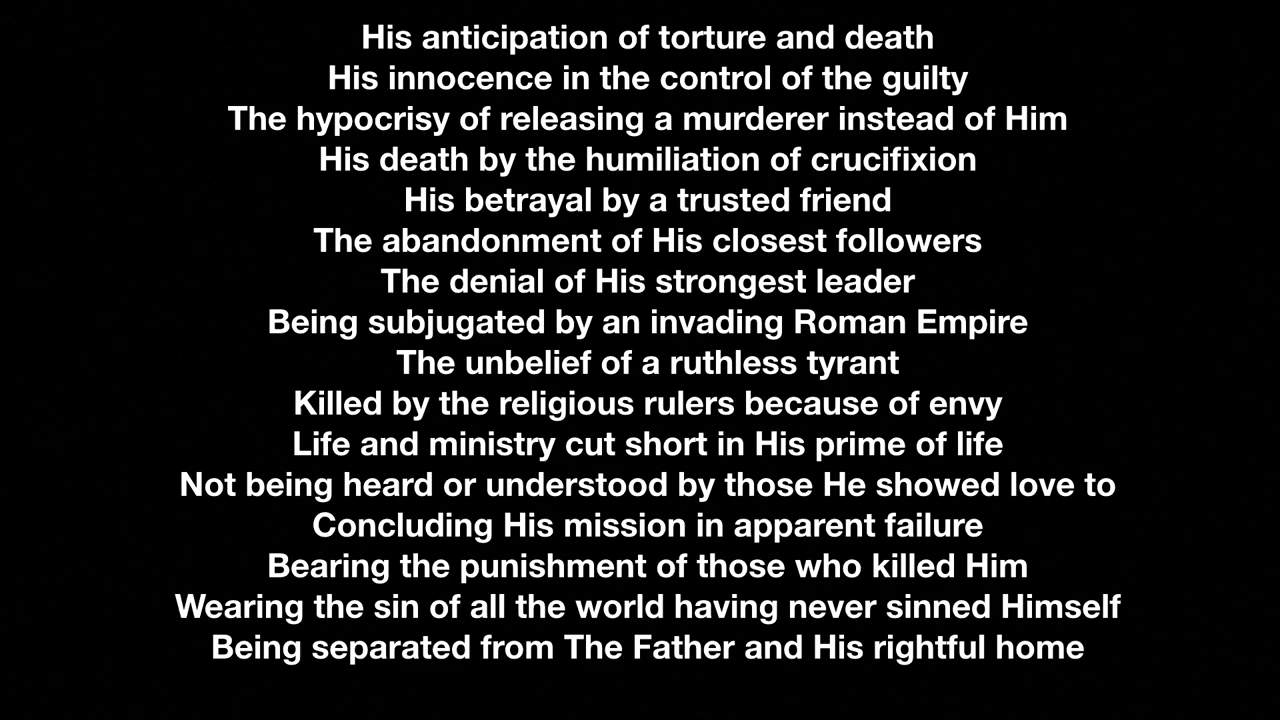 His anticipation of torture and death
His innocence in the control of the guilty
The hypocrisy of releasing a murderer instead of Him
His death by the humiliation of crucifixion
His betrayal by a trusted friend
The abandonment of His closest followers
The denial of His strongest leader
Being subjugated by an invading Roman Empire
The unbelief of a ruthless tyrant
Killed by the religious rulers because of envy
Life and ministry cut short in His prime of life
Not being heard or understood by those He showed love to
Concluding His mission in apparent failure
Bearing the punishment of those who killed Him
Wearing the sin of all the world having never sinned Himself
Being separated from The Father and His rightful home